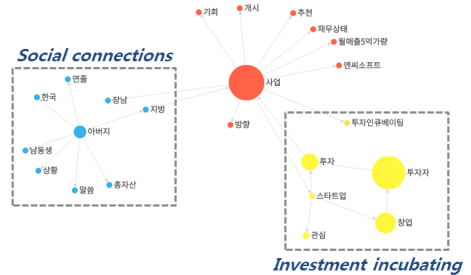 기회
개시
추천
재무상태
월매출5억가량
엔씨소프트
사업
방향
투자인큐베이팅
Social connections
연줄
한국
장남
지방
아버지
남동생
상황
말씀
총자산
투자
투자자
스타트업
창업
관심
Investment incubating